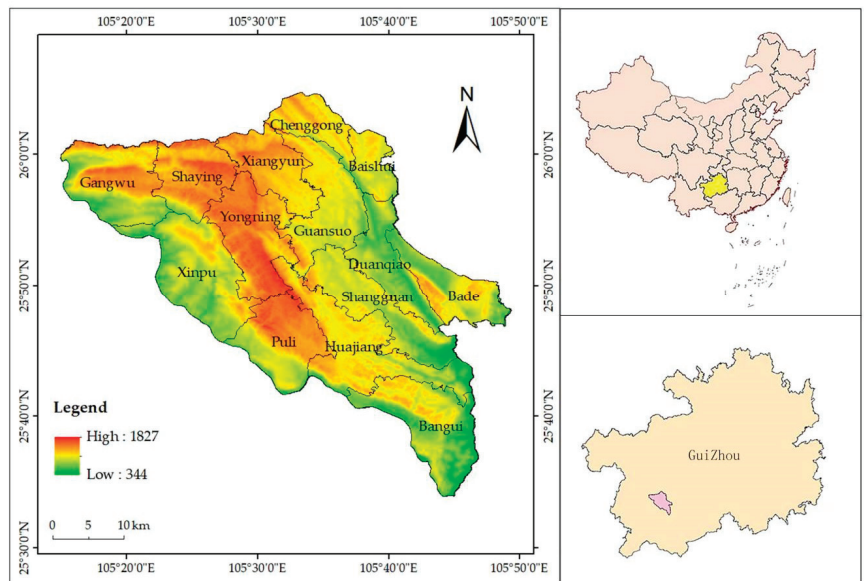 105°20'0"E
105°30'0"E
105°40'0"E
105°50'0"E
N
26°0'0"N
25°50'0"N
25°40'0"N
25°30'0"N
Chenggong
Xiangyun
Baishui
Gangwu
Shaying
Yongning
Guansuo
Xinpu
Duanqiao
Shanggnan
Bade
Puli
Huajiang
Bangui
Legend
High : 1827
Low : 344
0 5 10 km
26°0'0"N
25°50'0"N
25°40'0"N
25°30'0"N
105°20'0"E
105°30'0"E
105°40'0"E
105°50'0"E
GuiZhou